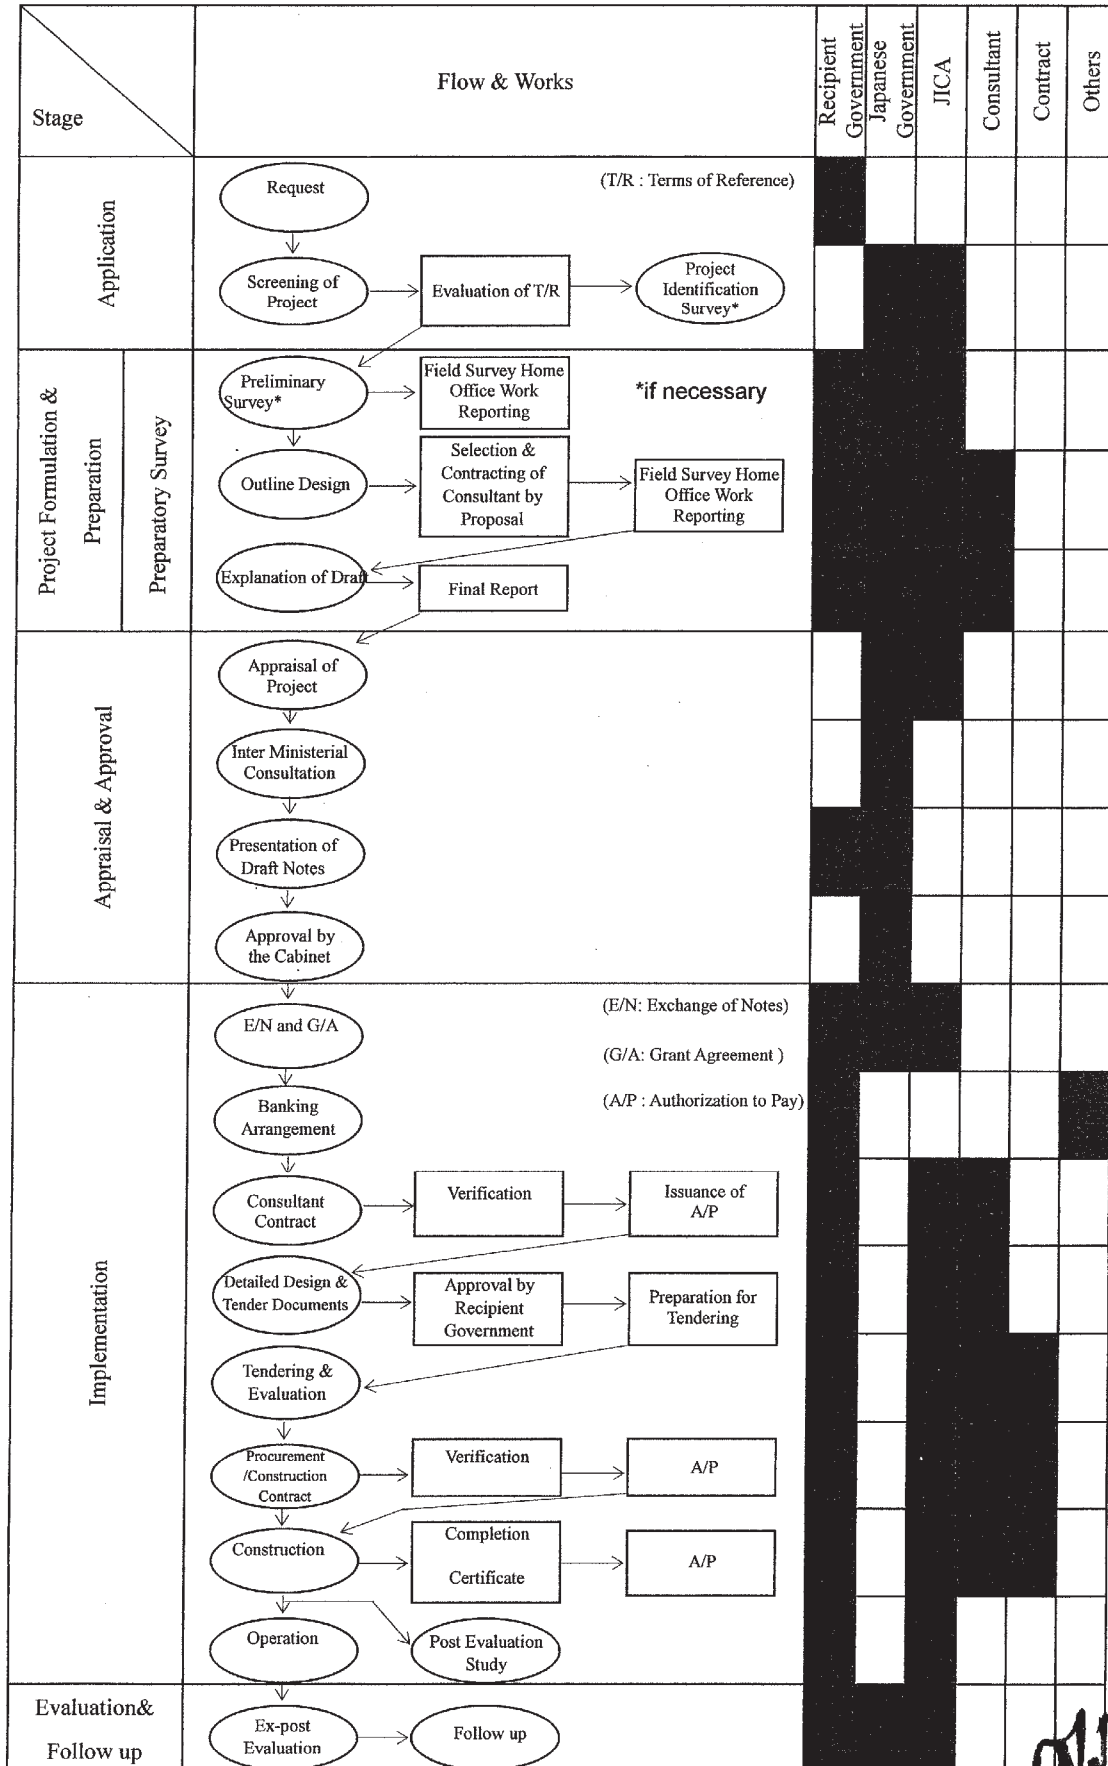 Stage
Flow & Works
Recipient
Government
Japanese
Government
JICA
Consultant
Contract
Others
Application
Request
(T/R : Terms of Reference)
Screening of
Project
Evaluation of T/R
Project
Identification
Survey*
Project Formulation &
Preparation
Preparatory Survey
Preliminary
Survey*
Field Survey Home
Office Work
Reporting
*if necessary
Outline Design
Selection &
Contracting of
Consultant by
Proposal
Field Survey Home
Office Work
Reporting
Explanation of Draft
Final Report
Appraisal & Approval
Appraisal of
Project
Inter Ministerial
Consultation
Presentation of
Draft Notes
Approval by
the Cabinet
Implementation
E/N and G/A
(E/N: Exchange of Notes)
(G/A: Grant Agreement )
(A/P : Authorization to Pay)
Banking
Arrangement
Consultant
Contract
Verification
Issuance of
A/P
Detailed Design &
Tender Documents
Approval by
Recipient
Government
Preparation for
Tendering
Tendering &
Evaluation
Procurement
/Construction
Contract
Verification
A/P
Construction
Completion
Certificate
A/P
Operation
Post Evaluation
Study
Evaluation&
Follow up
Ex-post
Evaluation
Follow up